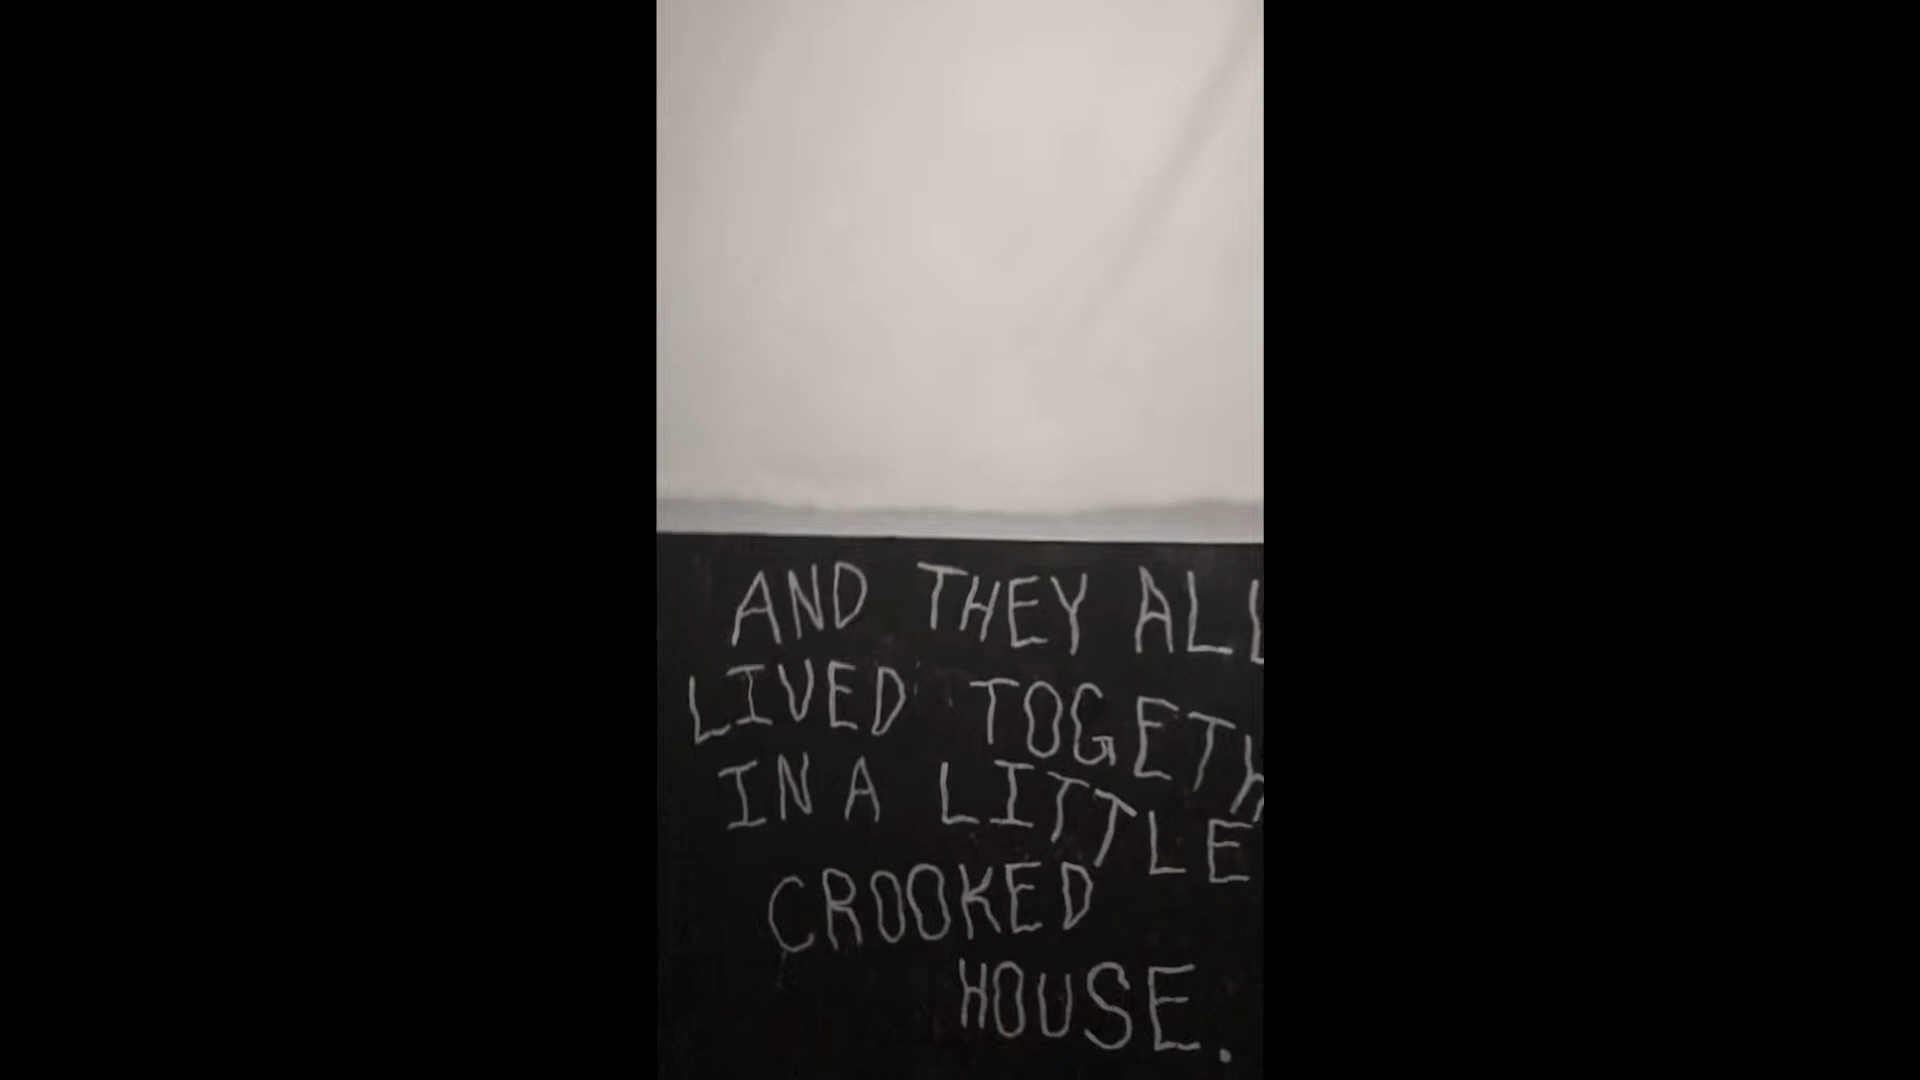 AND THEY ALL
LIVED TOGETH
IN A LITTLE
CROOKED
HOUSE.